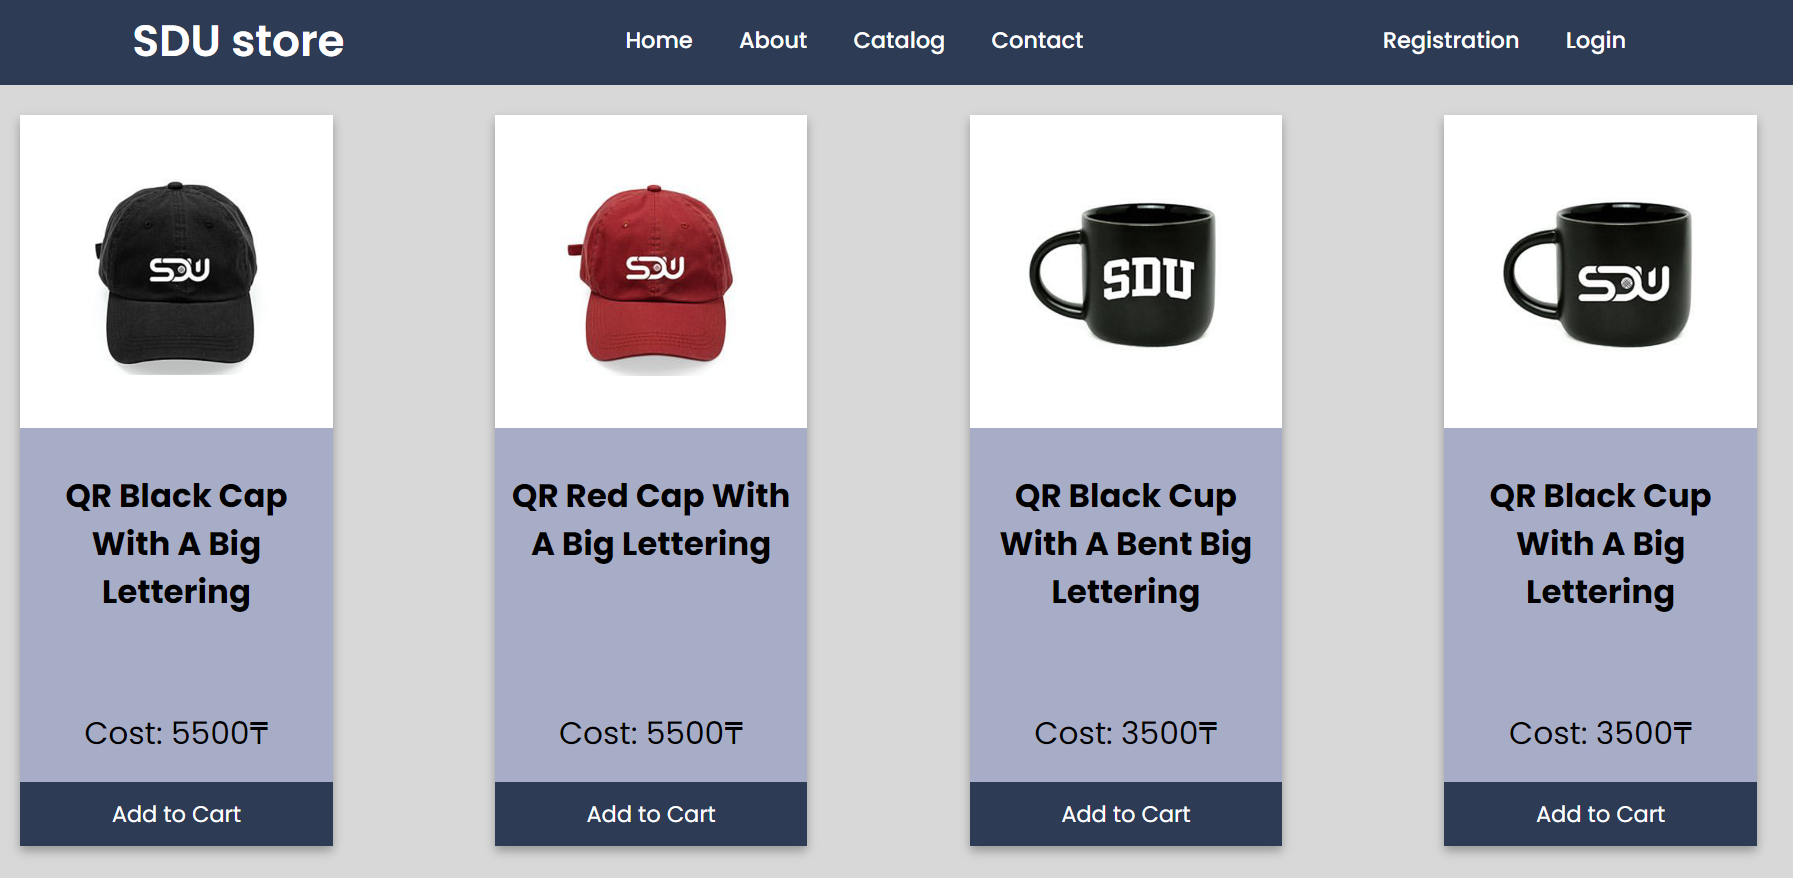 SDU store
Home About Catalog Contact
Registration Login
SDU
SDU
SDU
SDU
QR Black Cap
With A Big
Lettering
Cost: 5500₸
Add to Cart
QR Red Cap With
A Big Lettering
Cost: 5500₸
Add to Cart
QR Black Cup
With A Bent Big
Lettering
Cost: 3500₸
Add to Cart
QR Black Cup
With A Big
Lettering
Cost: 3500₸
Add to Cart